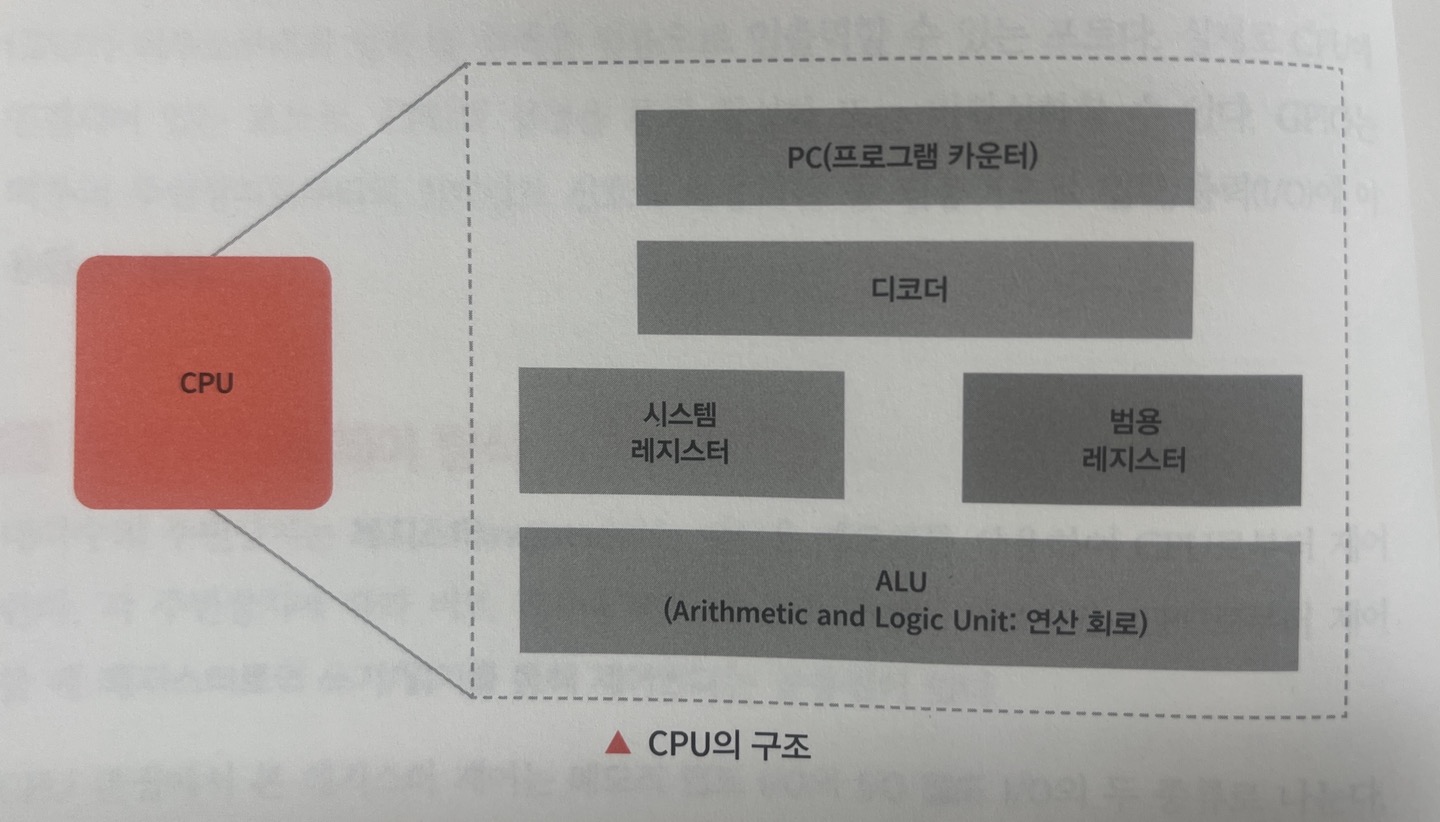 PC(프로그램 카운터)
디코더
CPU
시스템
레지스터
범용
레지스터
ALU
(Arithmetic and Logic Unit: 연산 회로)
▲ CPU의 구조